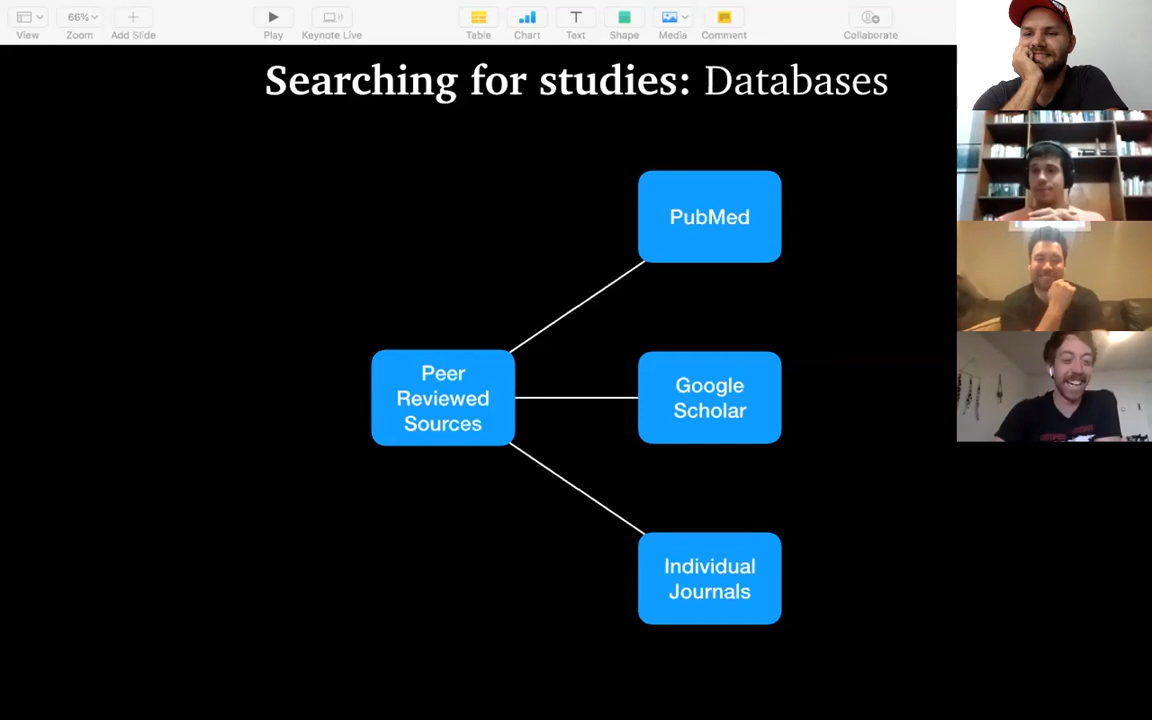 66%
View
Zoom
Add Slide
Play
Keynote Live
Table
Chart
Text
Shape
Media
Comment
Collaborate
Searching for studies: Databases
PubMed
Peer
Reviewed
Sources
Google
Scholar
Individual
Journals